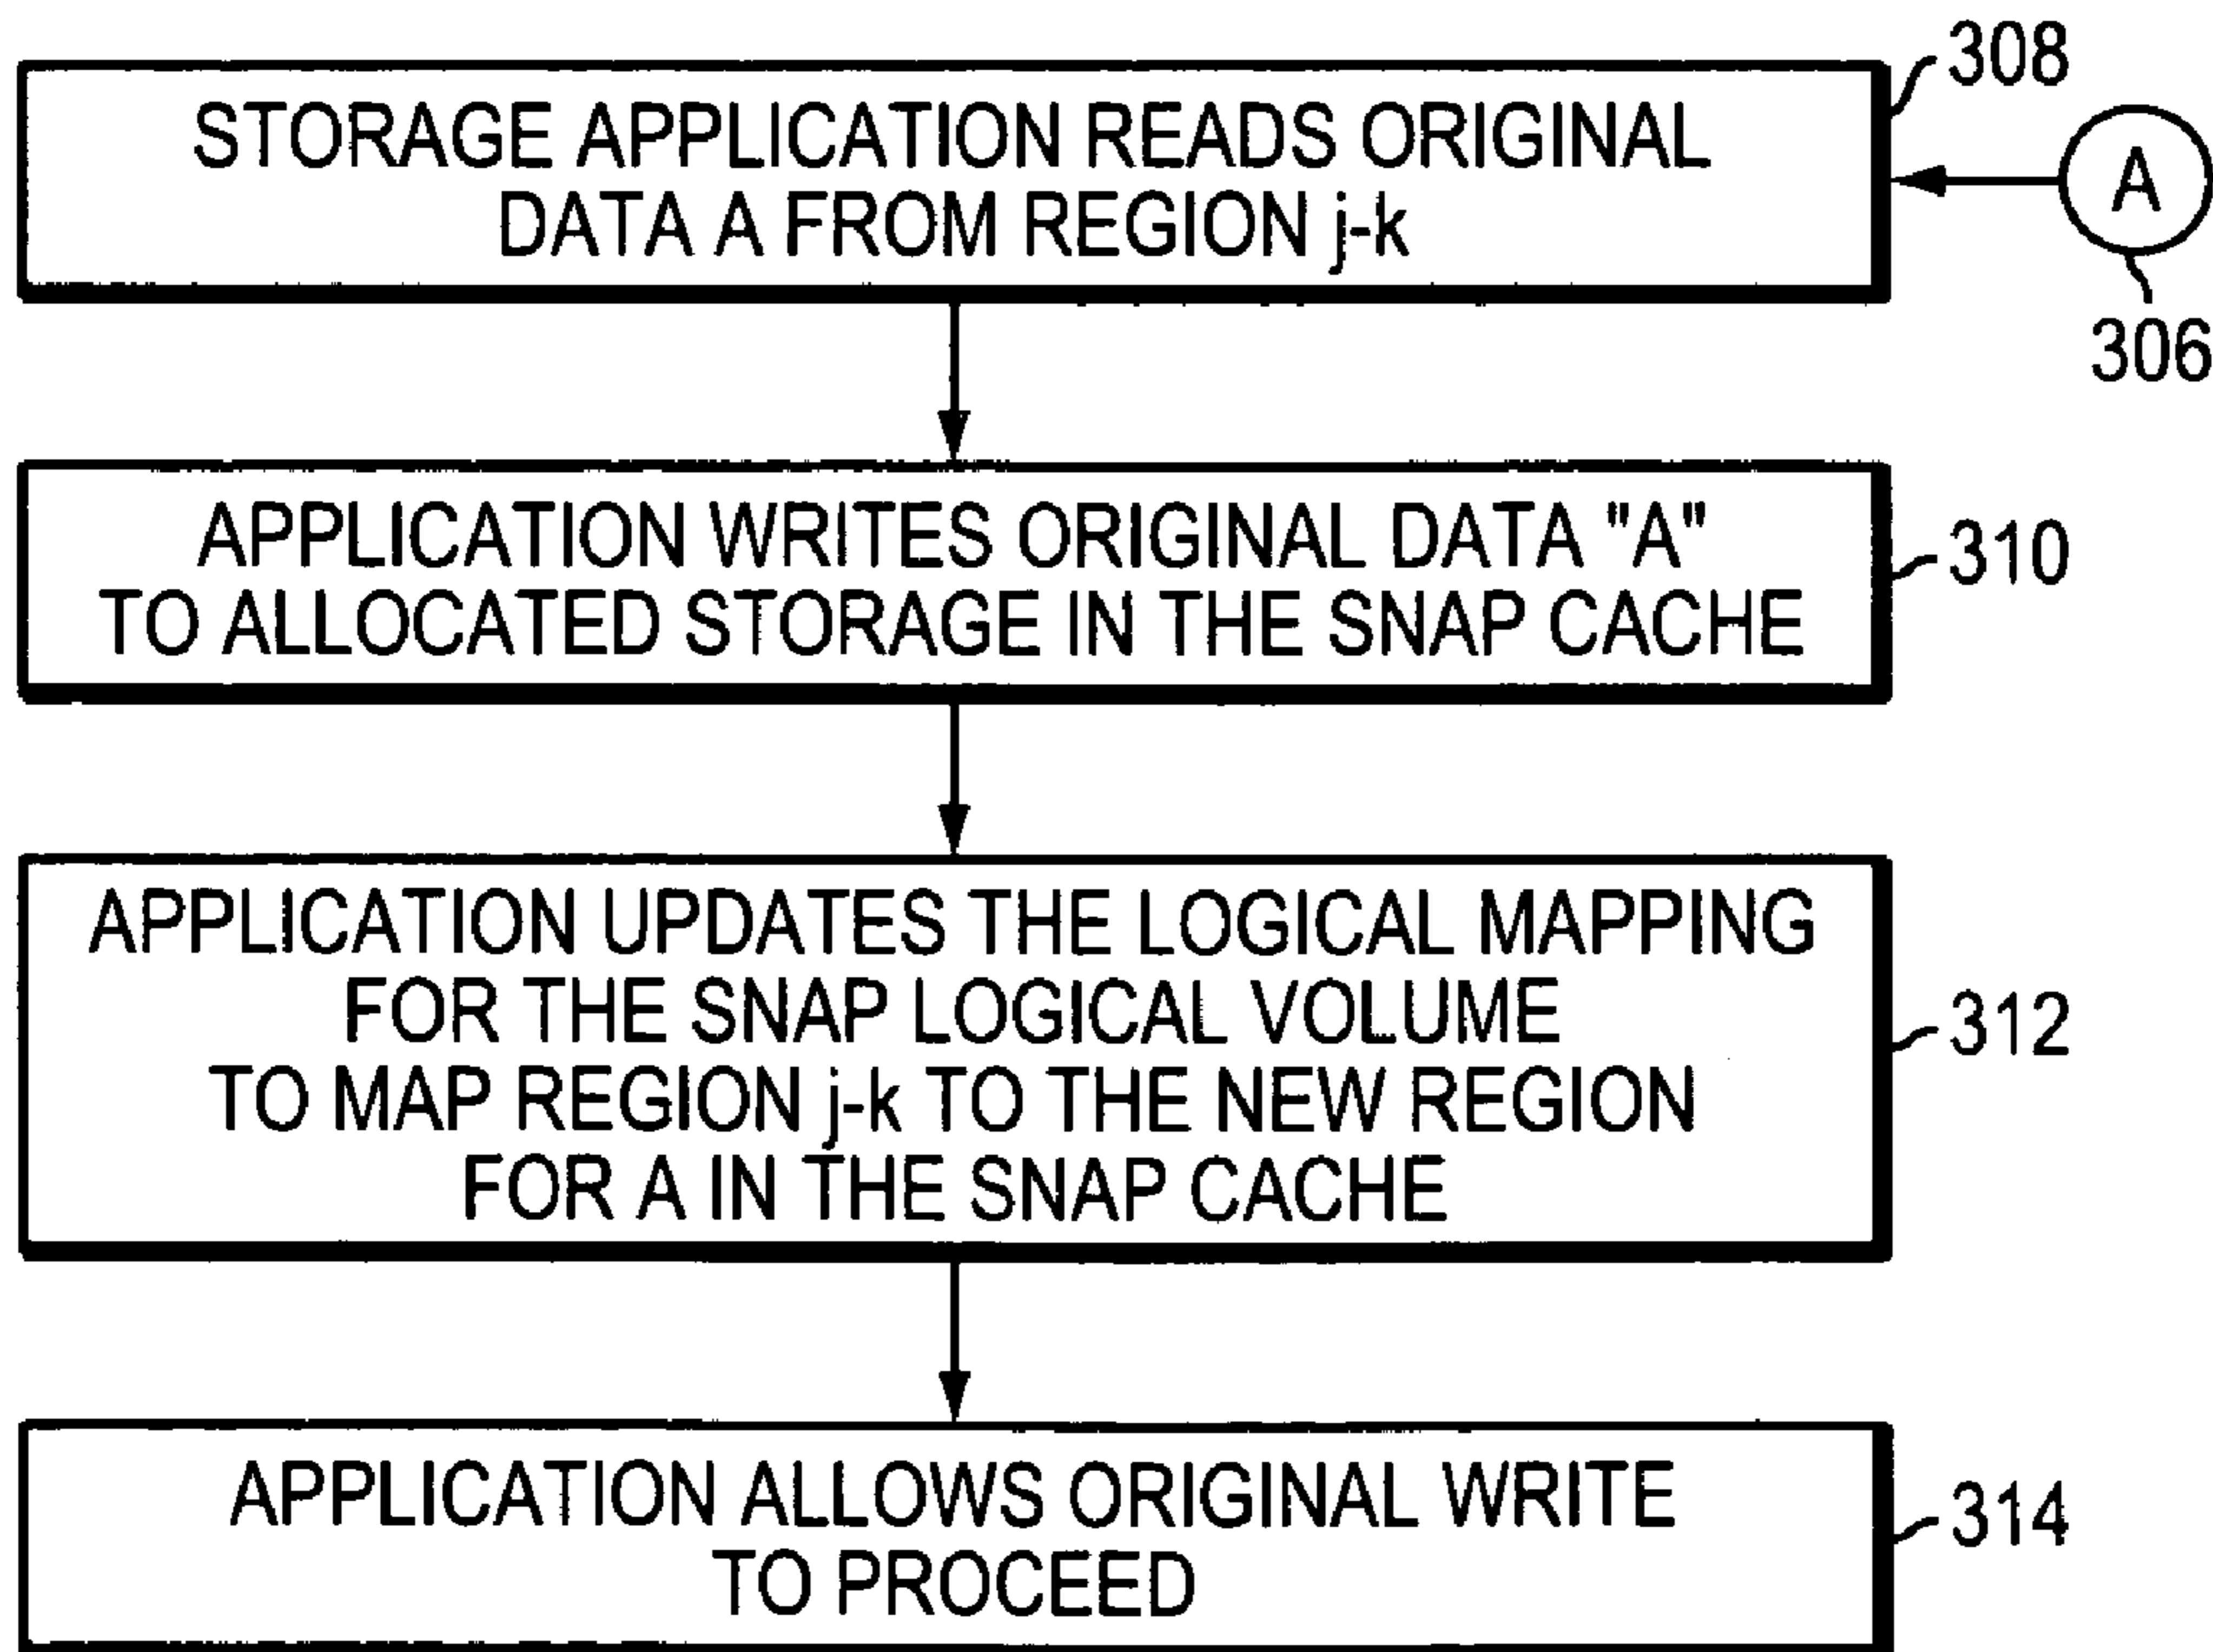 STORAGE APPLICATION READS ORIGINAL
DATA A FROM REGION j-k
308
A
306
APPLICATION WRITES ORIGINAL DATA "A"
TO ALLOCATED STORAGE IN THE SNAP CACHE
310
APPLICATION UPDATES THE LOGICAL MAPPING
FOR THE SNAP LOGICAL VOLUME
TO MAP REGION j-k TO THE NEW REGION
FOR A IN THE SNAP CACHE
312
APPLICATION ALLOWS ORIGINAL WRITE
TO PROCEED
314